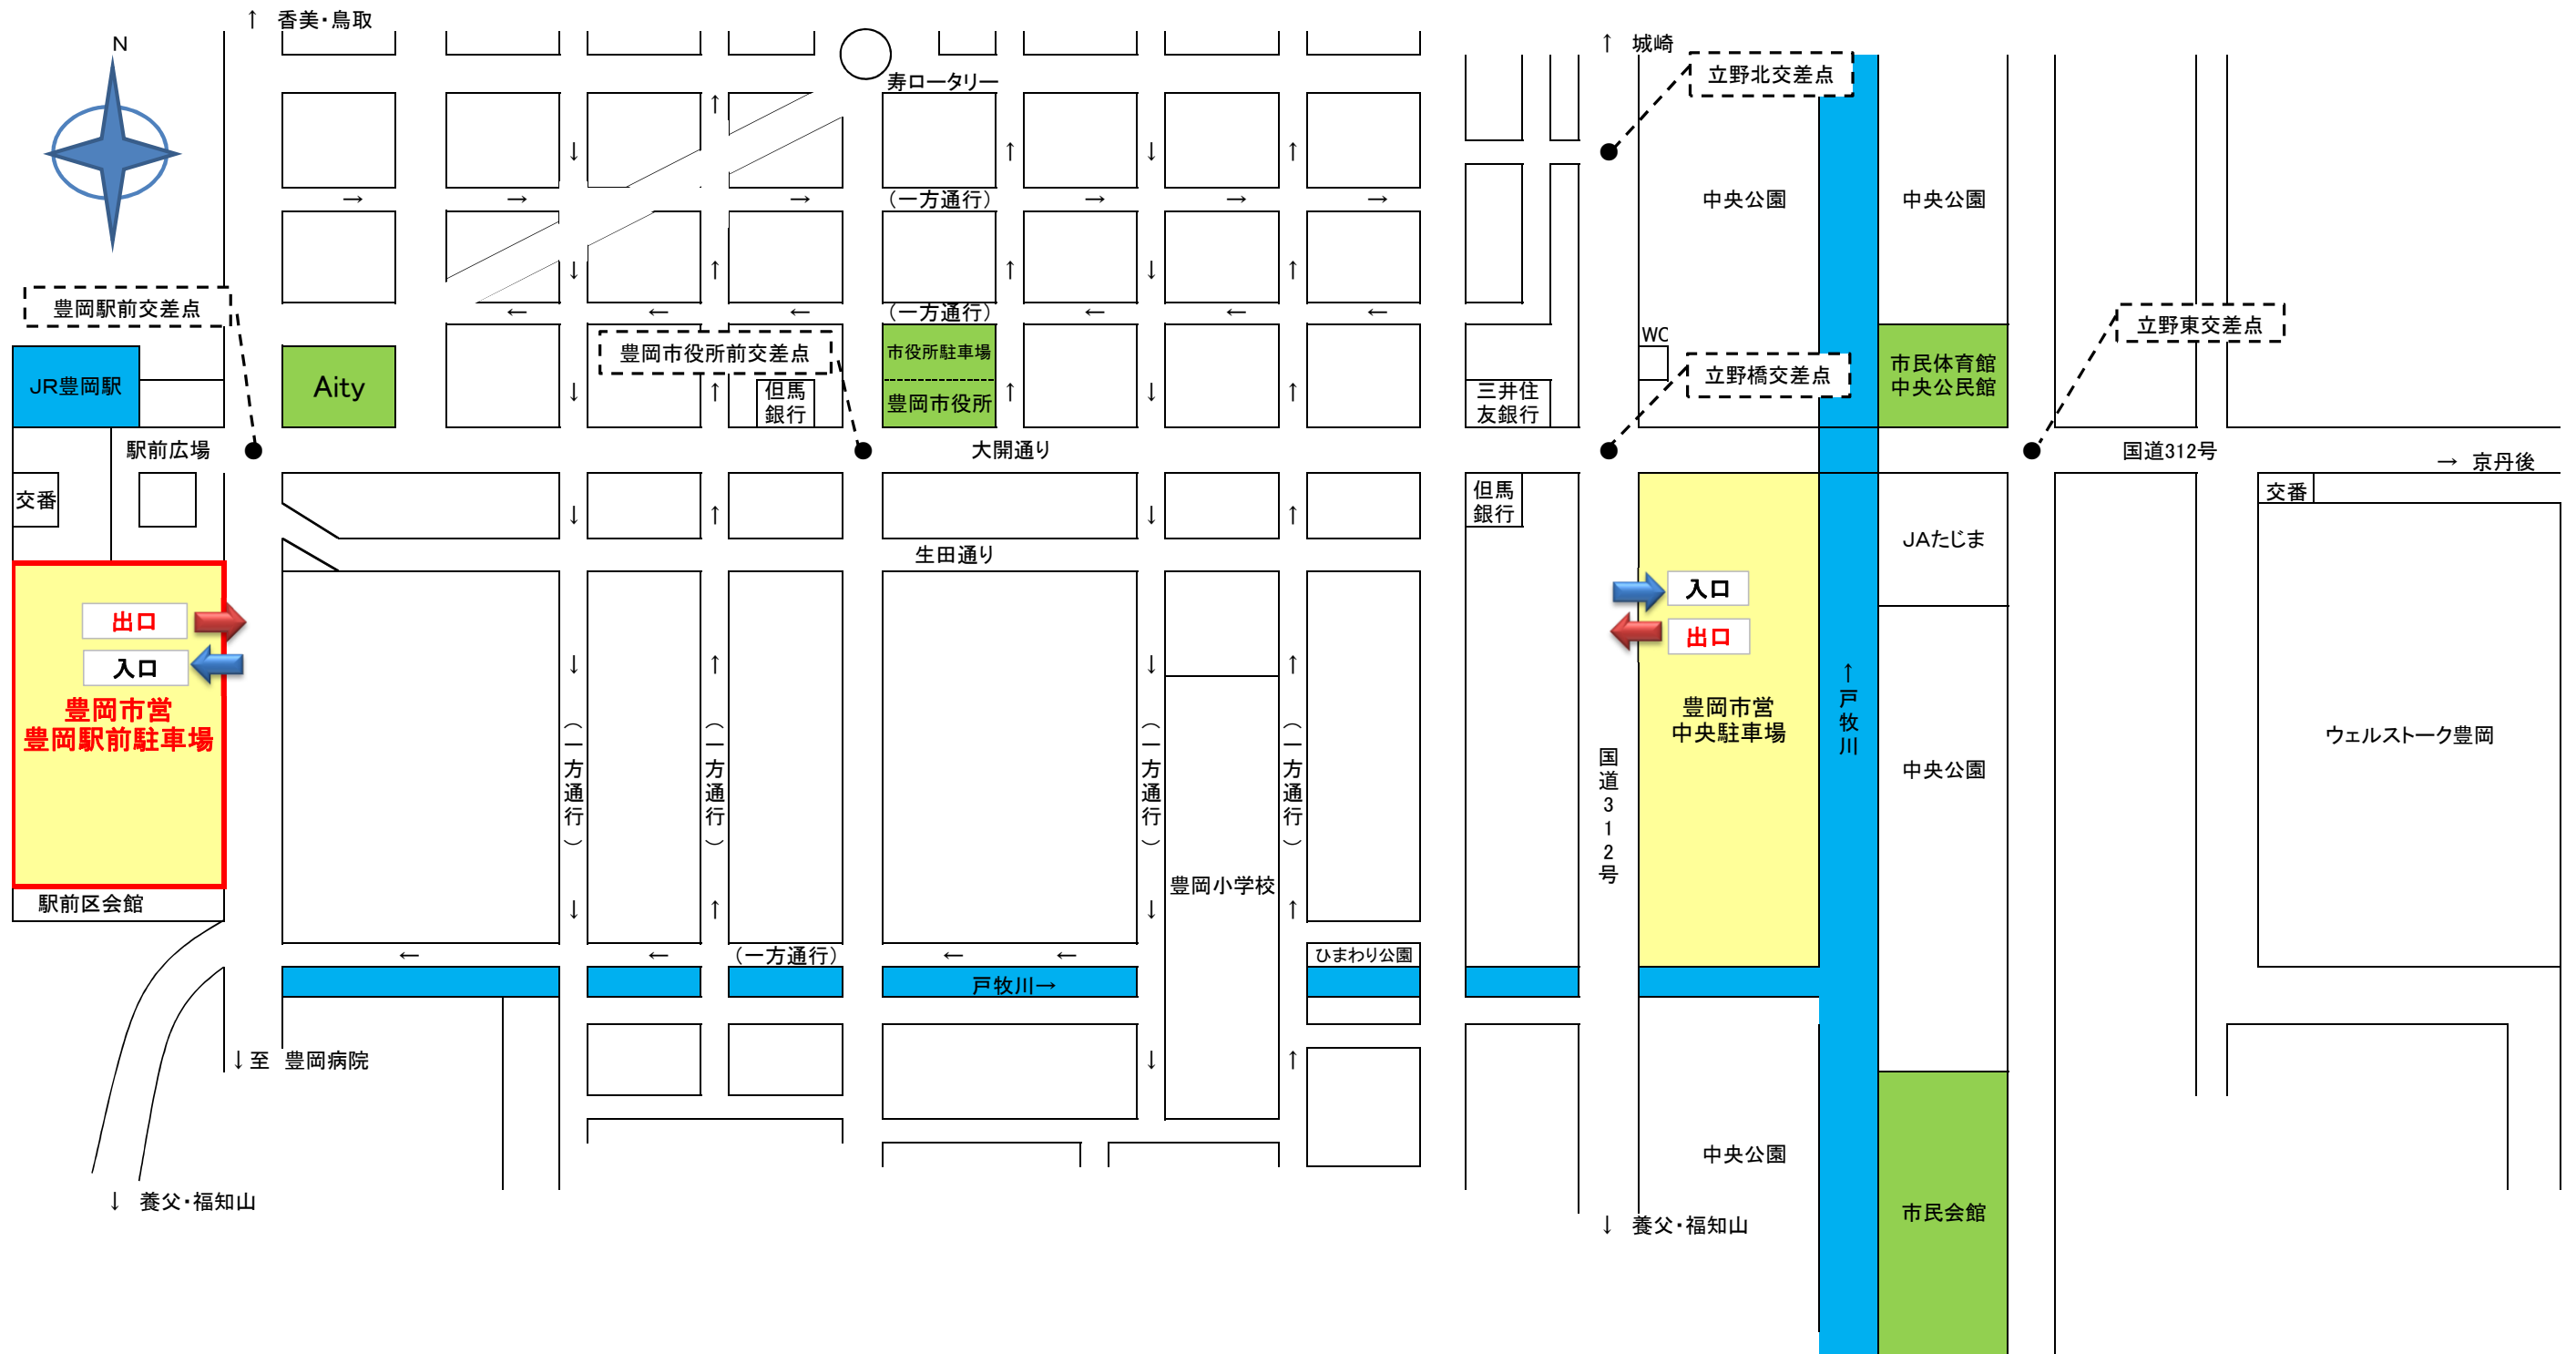 ↑ 香美・鳥取
N
↑ 城崎
立野北交差点
寿ロータリー
↑
↓
↑
↓
↑
→
→
→
(一方通行)
→
→
→
中央公園
中央公園
↓
↑
↑
↓
↑
豊岡駅前交差点
←
←
←
(一方通行)
←
←
←
立野東交差点
WC
豊岡市役所前交差点
市役所駐車場
立野橋交差点
市民体育館
中央公民館
JR豊岡駅
Aity
↓
↑
但馬
銀行
豊岡市役所
↑
↓
↑
三井住
友銀行
駅前広場
大開通り
国道312号
→ 京丹後
交番
↓
↑
↓
↑
但馬
銀行
交番
JAたじま
生田通り
出口
入口
入口
出口
豊岡市営
豊岡駅前駐車場
↓
↑
↓
↑
(一方通行)
(一方通行)
(一方通行)
(一方通行)
国道312号
豊岡市営
中央駐車場
↑戸牧川
中央公園
ウェルストーク豊岡
豊岡小学校
駅前区会館
↓
↑
↓
↑
←
←
(一方通行)
←
←
ひまわり公園
戸牧川→
↓至 豊岡病院
↓
↑
中央公園
↓ 養父・福知山
↓ 養父・福知山
市民会館